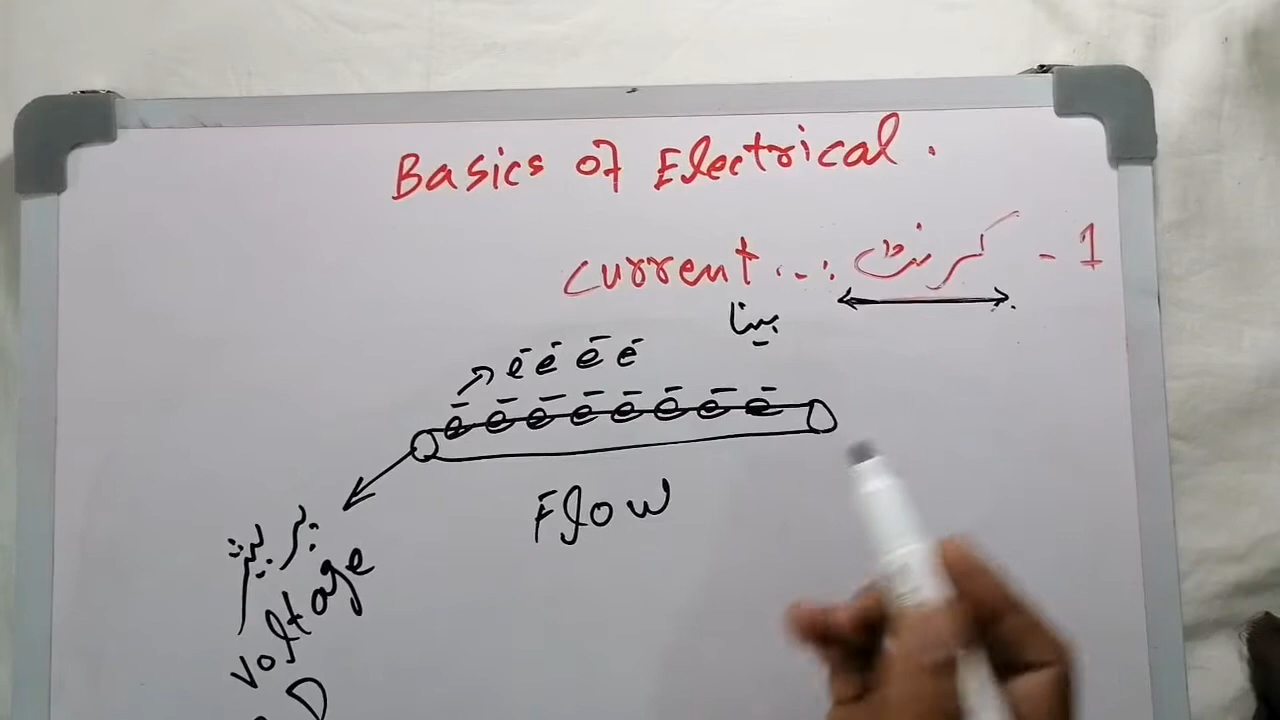 Basics of Electrical .
1 - کرنٹ :... Current
بہنا
e⁻ e⁻ e⁻ e⁻
e⁻ e⁻ e⁻ e⁻ e⁻ e⁻ e⁻ e⁻
Flow
پریشر
voltage
D